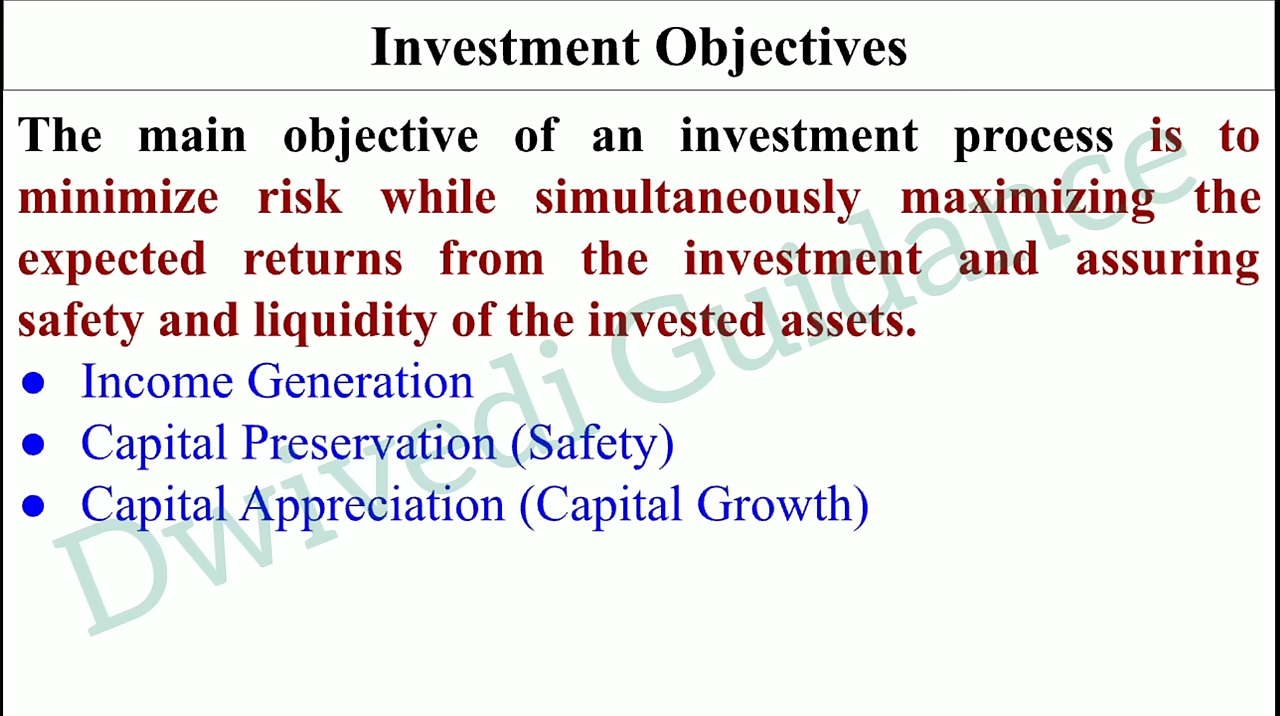 Investment Objectives
The main objective of an investment process is to
minimize risk while simultaneously maximizing the
expected returns from the investment and assuring
safety and liquidity of the invested assets.
● Income Generation
● Capital Preservation (Safety)
● Capital Appreciation (Capital Growth)
Dwivedi Guidance